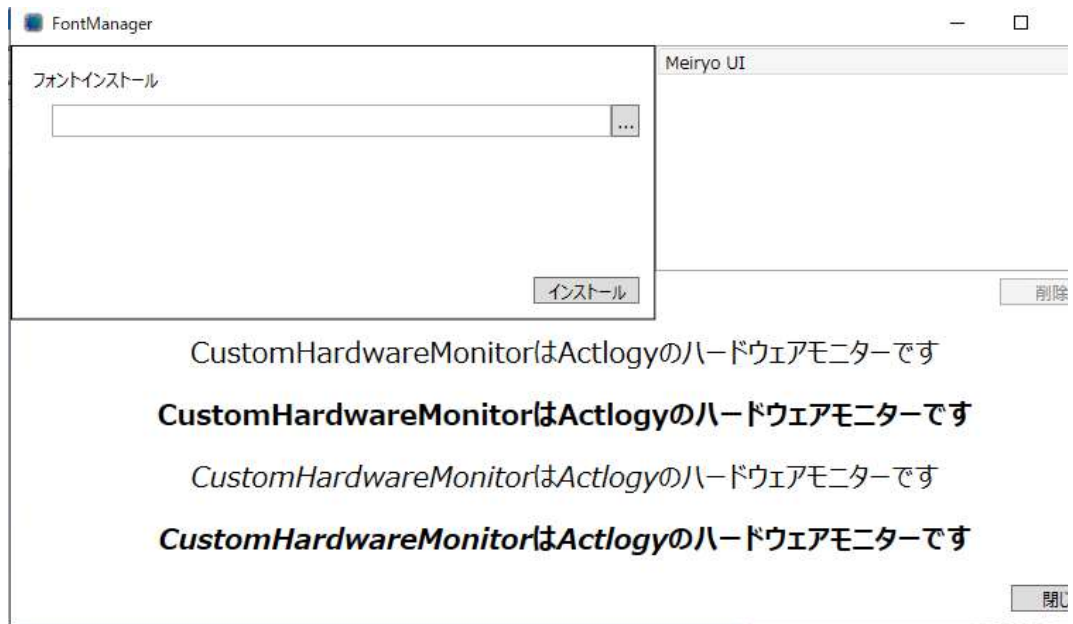 FontManager
フォントインストール
Meiryo UI
...
インストール
削除
CustomHardwareMonitorはActlogyのハードウェアモニターです
CustomHardwareMonitorはActlogyのハードウェアモニターです
CustomHardwareMonitorはActlogyのハードウェアモニターです
CustomHardwareMonitorはActlogyのハードウェアモニターです
閉じ